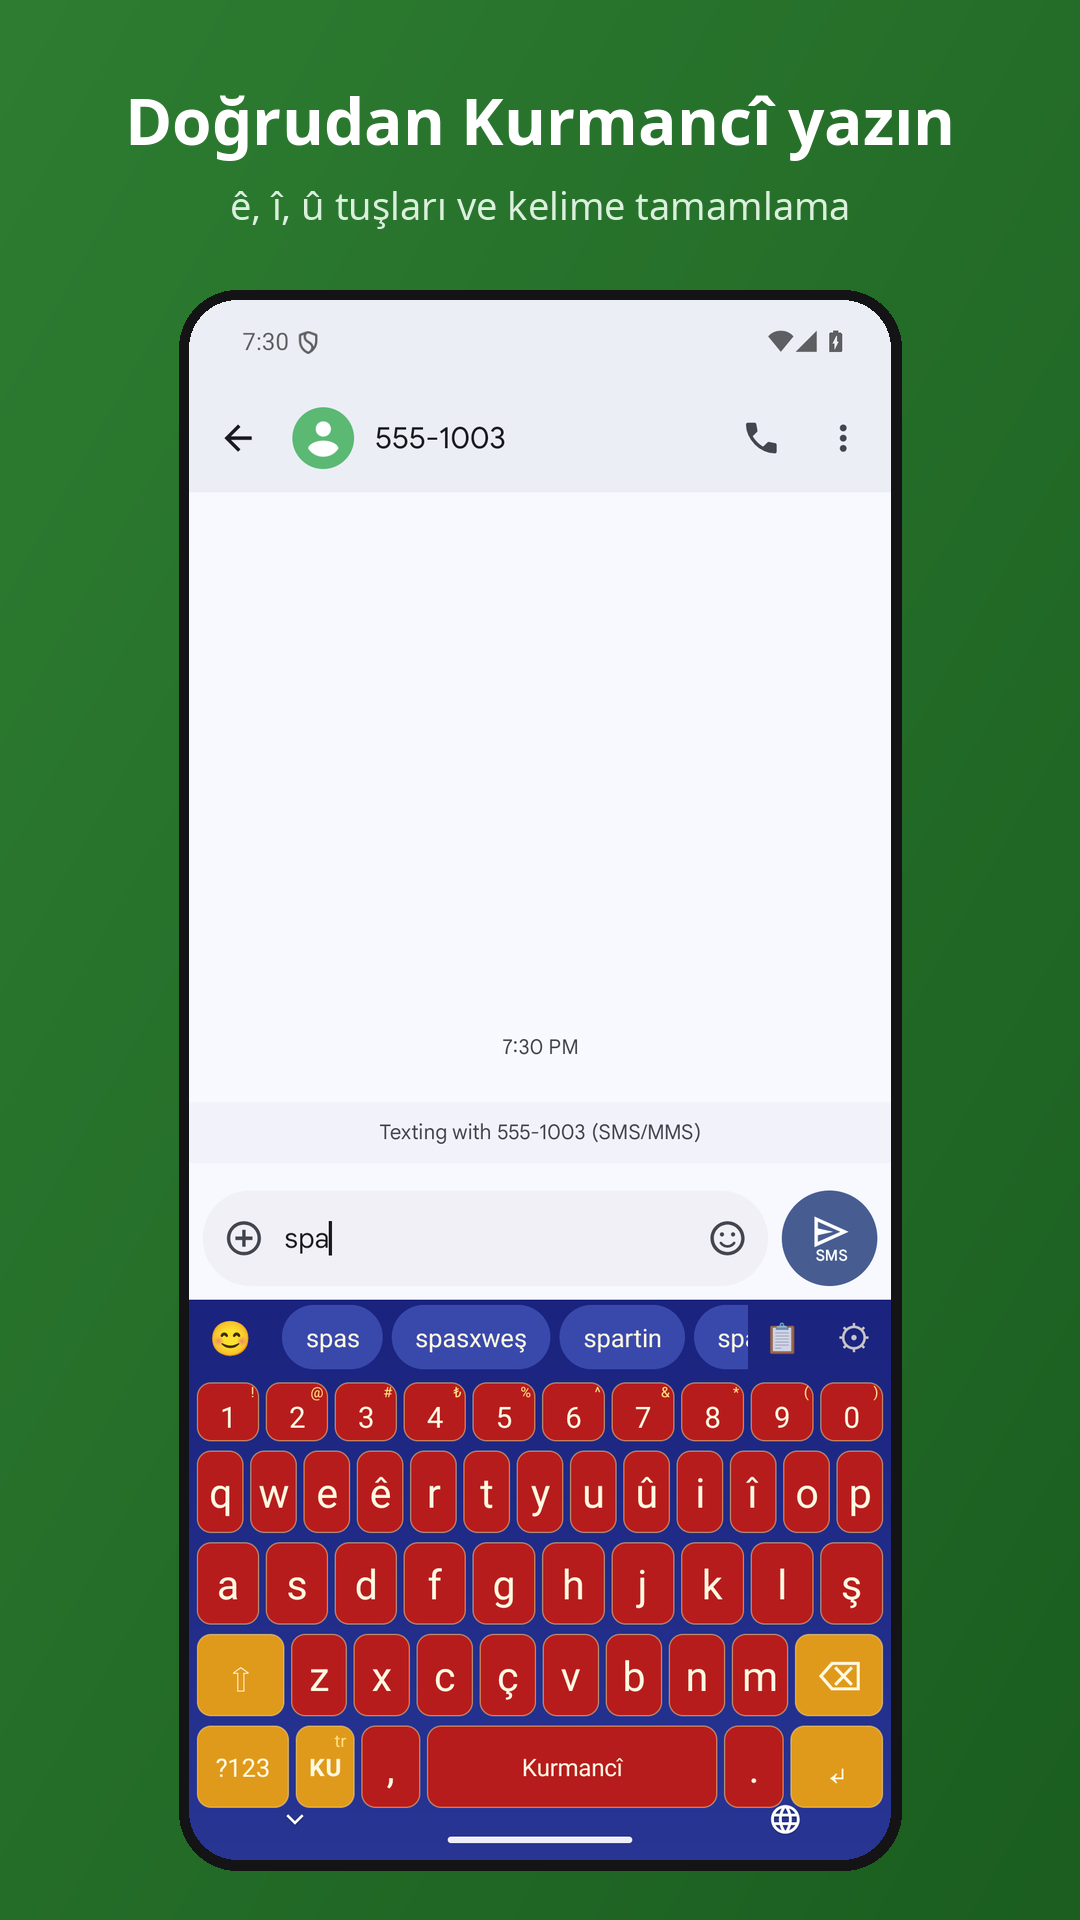 Doğrudan Kurmancî yazın
ê, î, û tuşları ve kelime tamamlama
7:30
555-1003
7:30 PM
Texting with 555-1003 (SMS/MMS)
spa
SMS
spas spasxweş spartin spa
! @ # ₺ % ^ & * ( )
1 2 3 4 5 6 7 8 9 0
q w e ê r t y u û i î o p
a s d f g h j k l ş
z x c ç v b n m
?123 KU tr , Kurmancî .